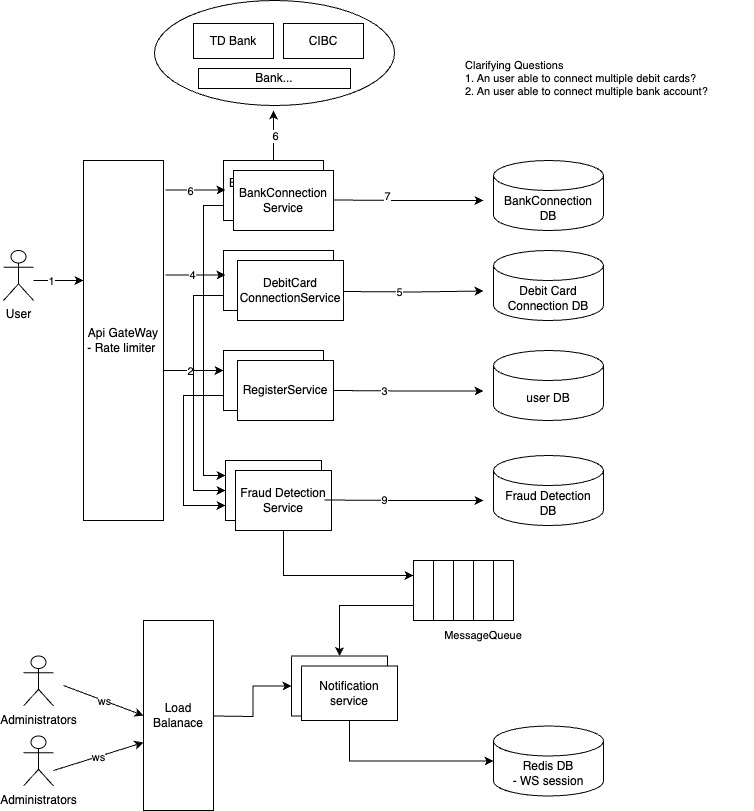 TD Bank
CIBC
Bank...
Clarifying Questions
1. An user able to connect multiple debit cards?
2. An user able to connect multiple bank account?
6
6
BankConnection
Service
7
BankConnection
DB
User
1
Api GateWay
- Rate limiter
4
DebitCard
ConnectionService
5
Debit Card
Connection DB
2
RegisterService
3
user DB
Fraud Detection
Service
9
Fraud Detection
DB
MessageQueue
Administrators
ws
Administrators
ws
Load
Balanace
Notification
service
Redis DB
- WS session